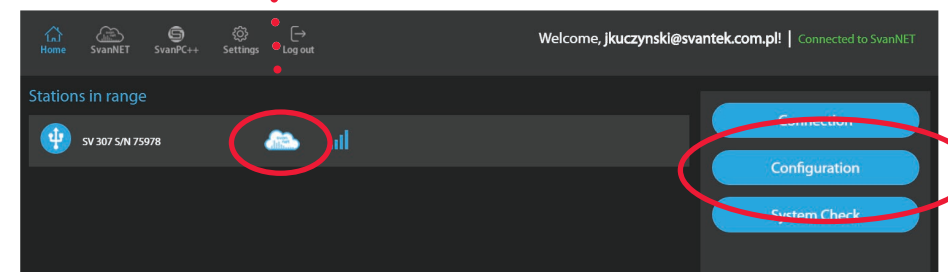 Home SvanNET SvanPC++ Settings Log out
Welcome, jkuczynski@svantek.com.pl! | Connected to SvanNET
Stations in range
SV 307 S/N 75978
Connection
Configuration
System Check